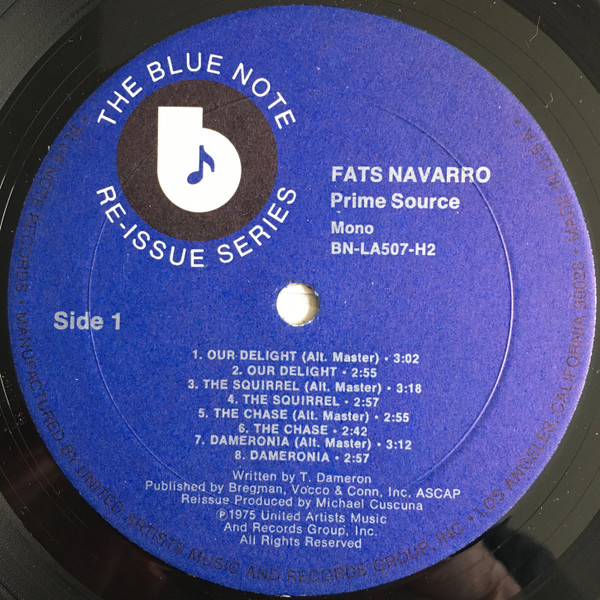 THE BLUE NOTE
RE-ISSUE SERIES
b
FATS NAVARRO
Prime Source
Mono
BN-LA507-H2
Side 1
1. OUR DELIGHT (Alt. Master) • 3:02
2. OUR DELIGHT • 2:55
3. THE SQUIRREL (Alt. Master) • 3:18
4. THE SQUIRREL • 2:57
5. THE CHASE (Alt. Master) • 2:55
6. THE CHASE • 2:42
7. DAMERONIA (Alt. Master) • 3:12
8. DAMERONIA • 2:57
Written by T. Dameron
Published by Bregman, Vocco & Conn, Inc. ASCAP
Reissue Produced by Michael Cuscuna
℗1975 United Artists Music
And Records Group, Inc.
All Rights Reserved
BLUE NOTE RECORDS • MANUFACTURED BY UNITED ARTISTS MUSIC AND RECORDS GROUP, INC. • LOS ANGELES, CALIFORNIA 90028 • MADE IN U.S.A.